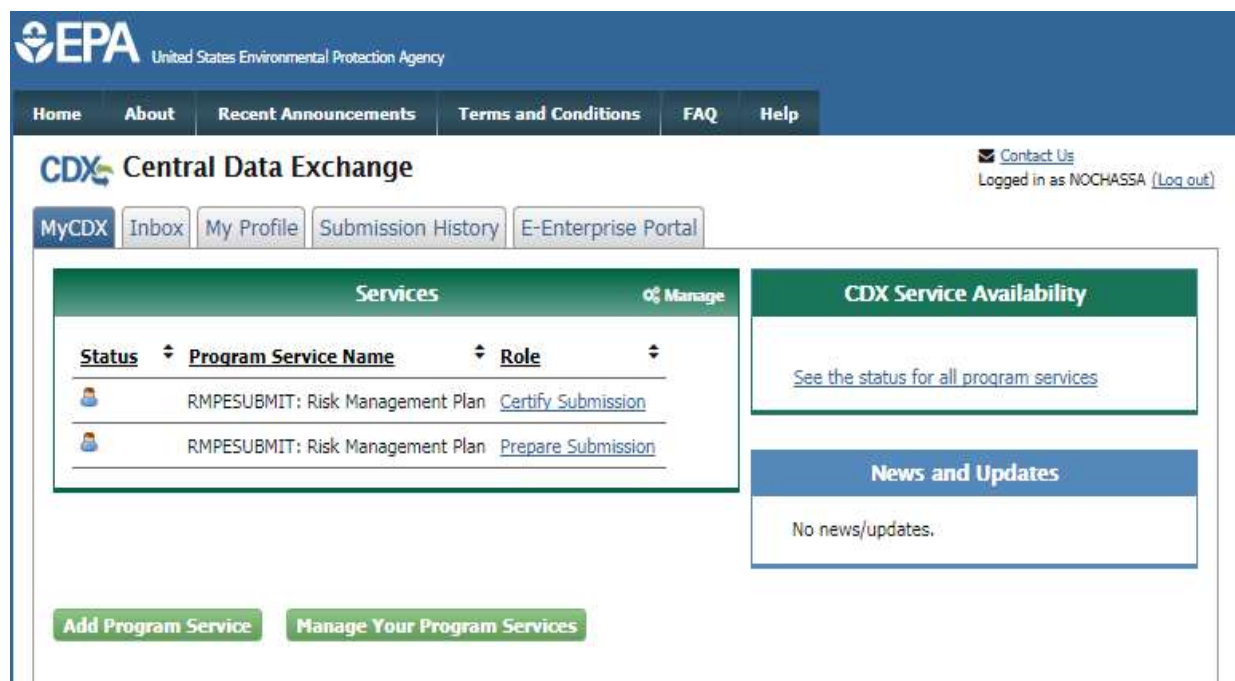 EPA United States Environmental Protection Agency
Home About Recent Announcements Terms and Conditions FAQ Help
CDX Central Data Exchange
Contact Us
Logged in as NOCHASSA (Log out)
MyCDX Inbox My Profile Submission History E-Enterprise Portal
Services Manage
Status Program Service Name Role
RMPESUBMIT: Risk Management Plan Certify Submission
RMPESUBMIT: Risk Management Plan Prepare Submission
CDX Service Availability
See the status for all program services
News and Updates
No news/updates.
Add Program Service Manage Your Program Services